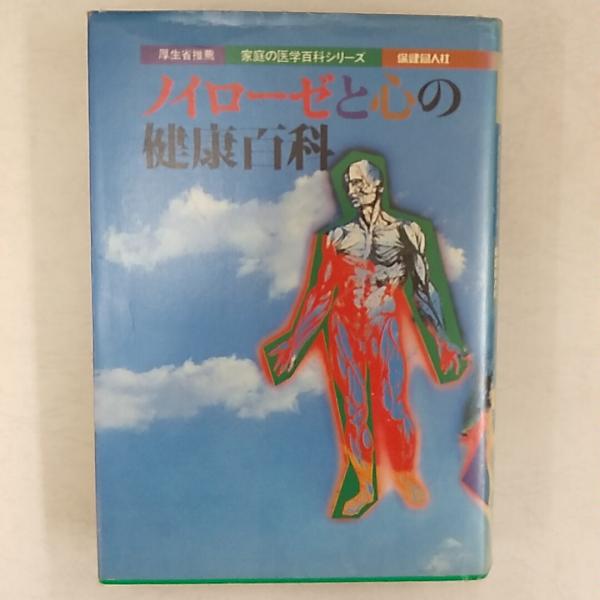 厚生省推薦 家庭の医学百科シリーズ 保健同人社
ノイローゼと心の
健康百科